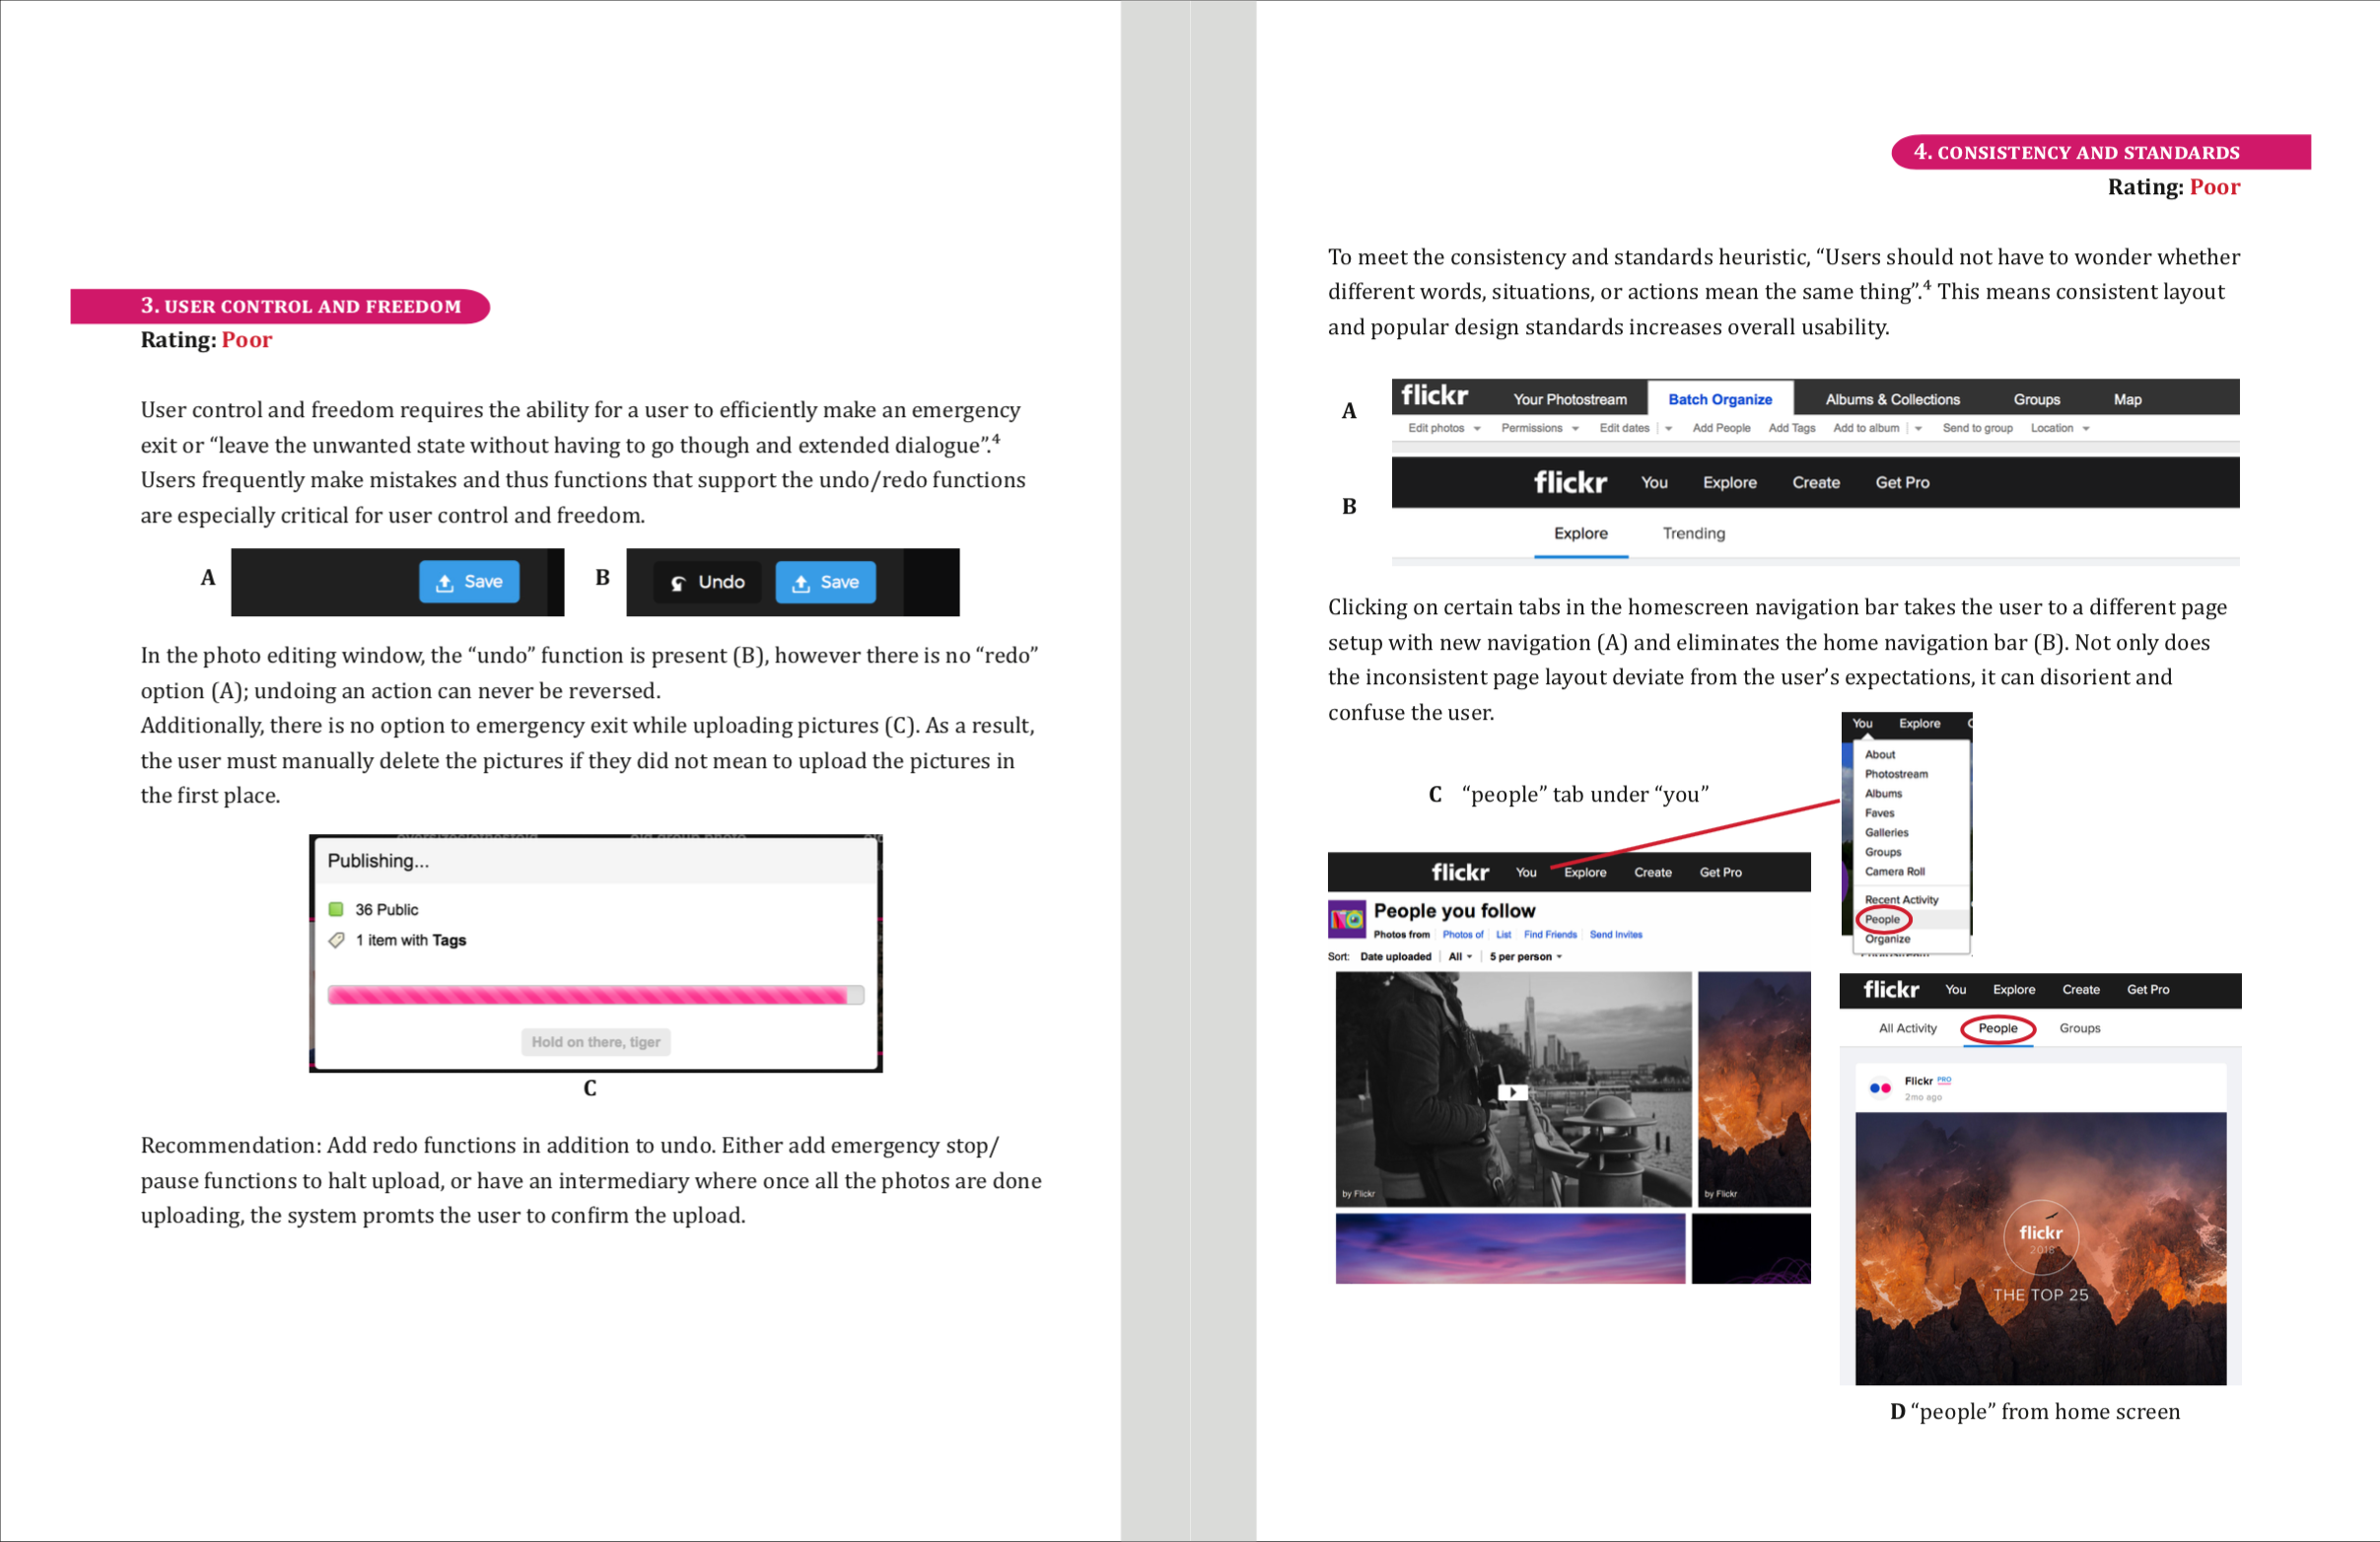 3. USER CONTROL AND FREEDOM
Rating: Poor
User control and freedom requires the ability for a user to efficiently make an emergency
exit or “leave the unwanted state without having to go though and extended dialogue”.⁴
Users frequently make mistakes and thus functions that support the undo/redo functions
are especially critical for user control and freedom.
A
Save
B
Undo
Save
In the photo editing window, the “undo” function is present (B), however there is no “redo”
option (A); undoing an action can never be reversed.
Additionally, there is no option to emergency exit while uploading pictures (C). As a result,
the user must manually delete the pictures if they did not mean to upload the pictures in
the first place.
Publishing...
36 Public
1 item with Tags
Hold on there, tiger
C
Recommendation: Add redo functions in addition to undo. Either add emergency stop/
pause functions to halt upload, or have an intermediary where once all the photos are done
uploading, the system promts the user to confirm the upload.
4. CONSISTENCY AND STANDARDS
Rating: Poor
To meet the consistency and standards heuristic, “Users should not have to wonder whether
different words, situations, or actions mean the same thing”.⁴ This means consistent layout
and popular design standards increases overall usability.
A
flickr Your Photostream Batch Organize Albums & Collections Groups Map
Edit photos Permissions Edit dates Add People Add Tags Add to album Send to group Location
B
flickr You Explore Create Get Pro
Explore Trending
Clicking on certain tabs in the homescreen navigation bar takes the user to a different page
setup with new navigation (A) and eliminates the home navigation bar (B). Not only does
the inconsistent page layout deviate from the user’s expectations, it can disorient and
confuse the user.
C “people” tab under “you”
You Explore
About
Photostream
Albums
Faves
Galleries
Groups
Camera Roll
Recent Activity
People
Organize
flickr You Explore Create Get Pro
People you follow
Photos from Photos of List Find Friends Send Invites
Sort: Date uploaded All 5 per person
by Flickr
by Flickr
flickr You Explore Create Get Pro
All Activity People Groups
Flickr PRO
2mo ago
flickr
2018
THE TOP 25
D “people” from home screen